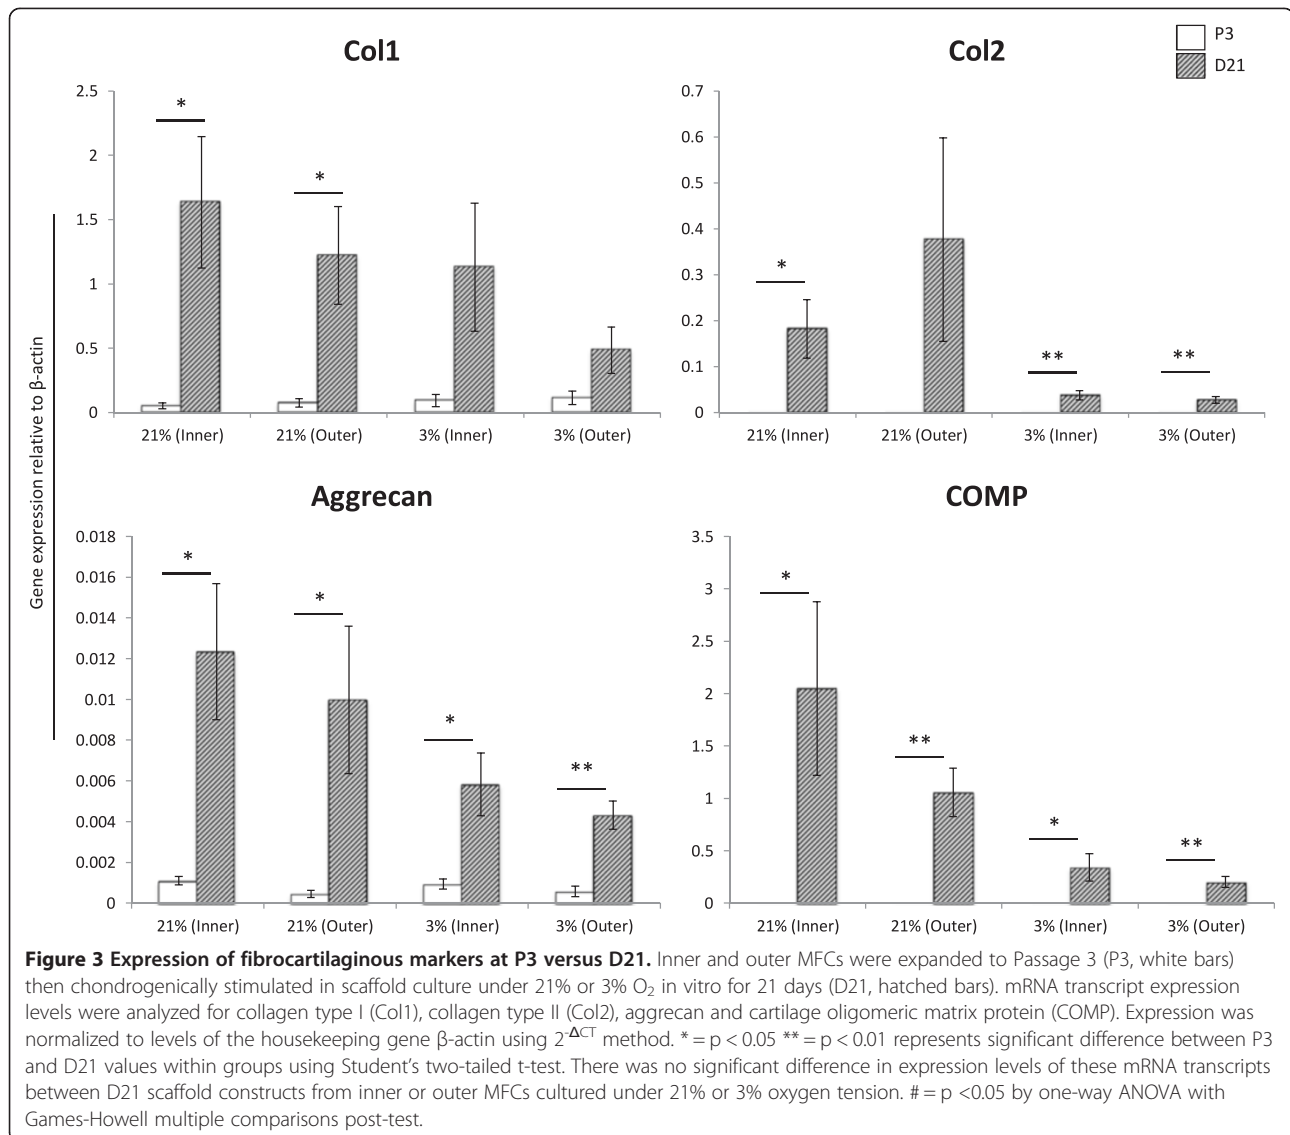 Col1
Col2
P3
D21
2.5
2
1.5
1
0.5
0
*
*
21% (Inner)
21% (Outer)
3% (Inner)
3% (Outer)
0.7
0.6
0.5
0.4
0.3
0.2
0.1
0
*
**
**
21% (Inner)
21% (Outer)
3% (Inner)
3% (Outer)
Gene expression relative to β-actin
Aggrecan
COMP
0.018
0.016
0.014
0.012
0.01
0.008
0.006
0.004
0.002
0
*
*
*
**
21% (Inner)
21% (Outer)
3% (Inner)
3% (Outer)
3.5
3
2.5
2
1.5
1
0.5
0
*
**
*
**
21% (Inner)
21% (Outer)
3% (Inner)
3% (Outer)
Figure 3 Expression of fibrocartilaginous markers at P3 versus D21. Inner and outer MFCs were expanded to Passage 3 (P3, white bars)
then chondrogenically stimulated in scaffold culture under 21% or 3% O₂ in vitro for 21 days (D21, hatched bars). mRNA transcript expression
levels were analyzed for collagen type I (Col1), collagen type II (Col2), aggrecan and cartilage oligomeric matrix protein (COMP). Expression was
normalized to levels of the housekeeping gene β-actin using 2^-ΔCT method. * = p < 0.05 ** = p < 0.01 represents significant difference between P3
and D21 values within groups using Student's two-tailed t-test. There was no significant difference in expression levels of these mRNA transcripts
between D21 scaffold constructs from inner or outer MFCs cultured under 21% or 3% oxygen tension. # = p <0.05 by one-way ANOVA with
Games-Howell multiple comparisons post-test.